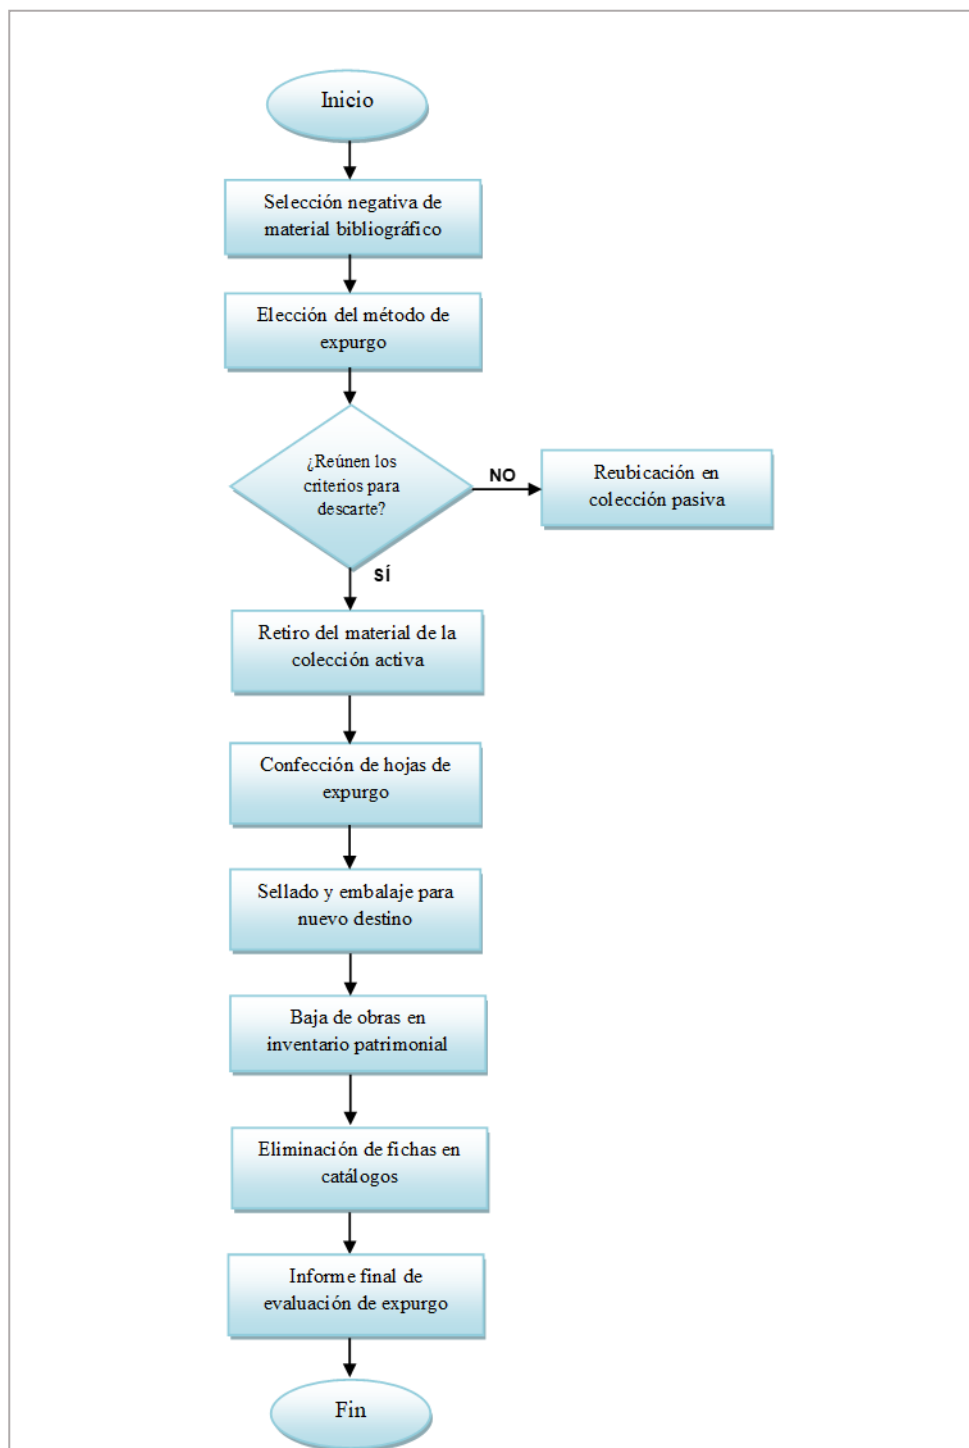 Inicio
Selección negativa de
material bibliográfico
Elección del método de
expurgo
¿Reúnen los
criterios para
descarte?
NO
Reubicación en
colección pasiva
SÍ
Retiro del material de la
colección activa
Confección de hojas de
expurgo
Sellado y embalaje para
nuevo destino
Baja de obras en
inventario patrimonial
Eliminación de fichas en
catálogos
Informe final de
evaluación de expurgo
Fin